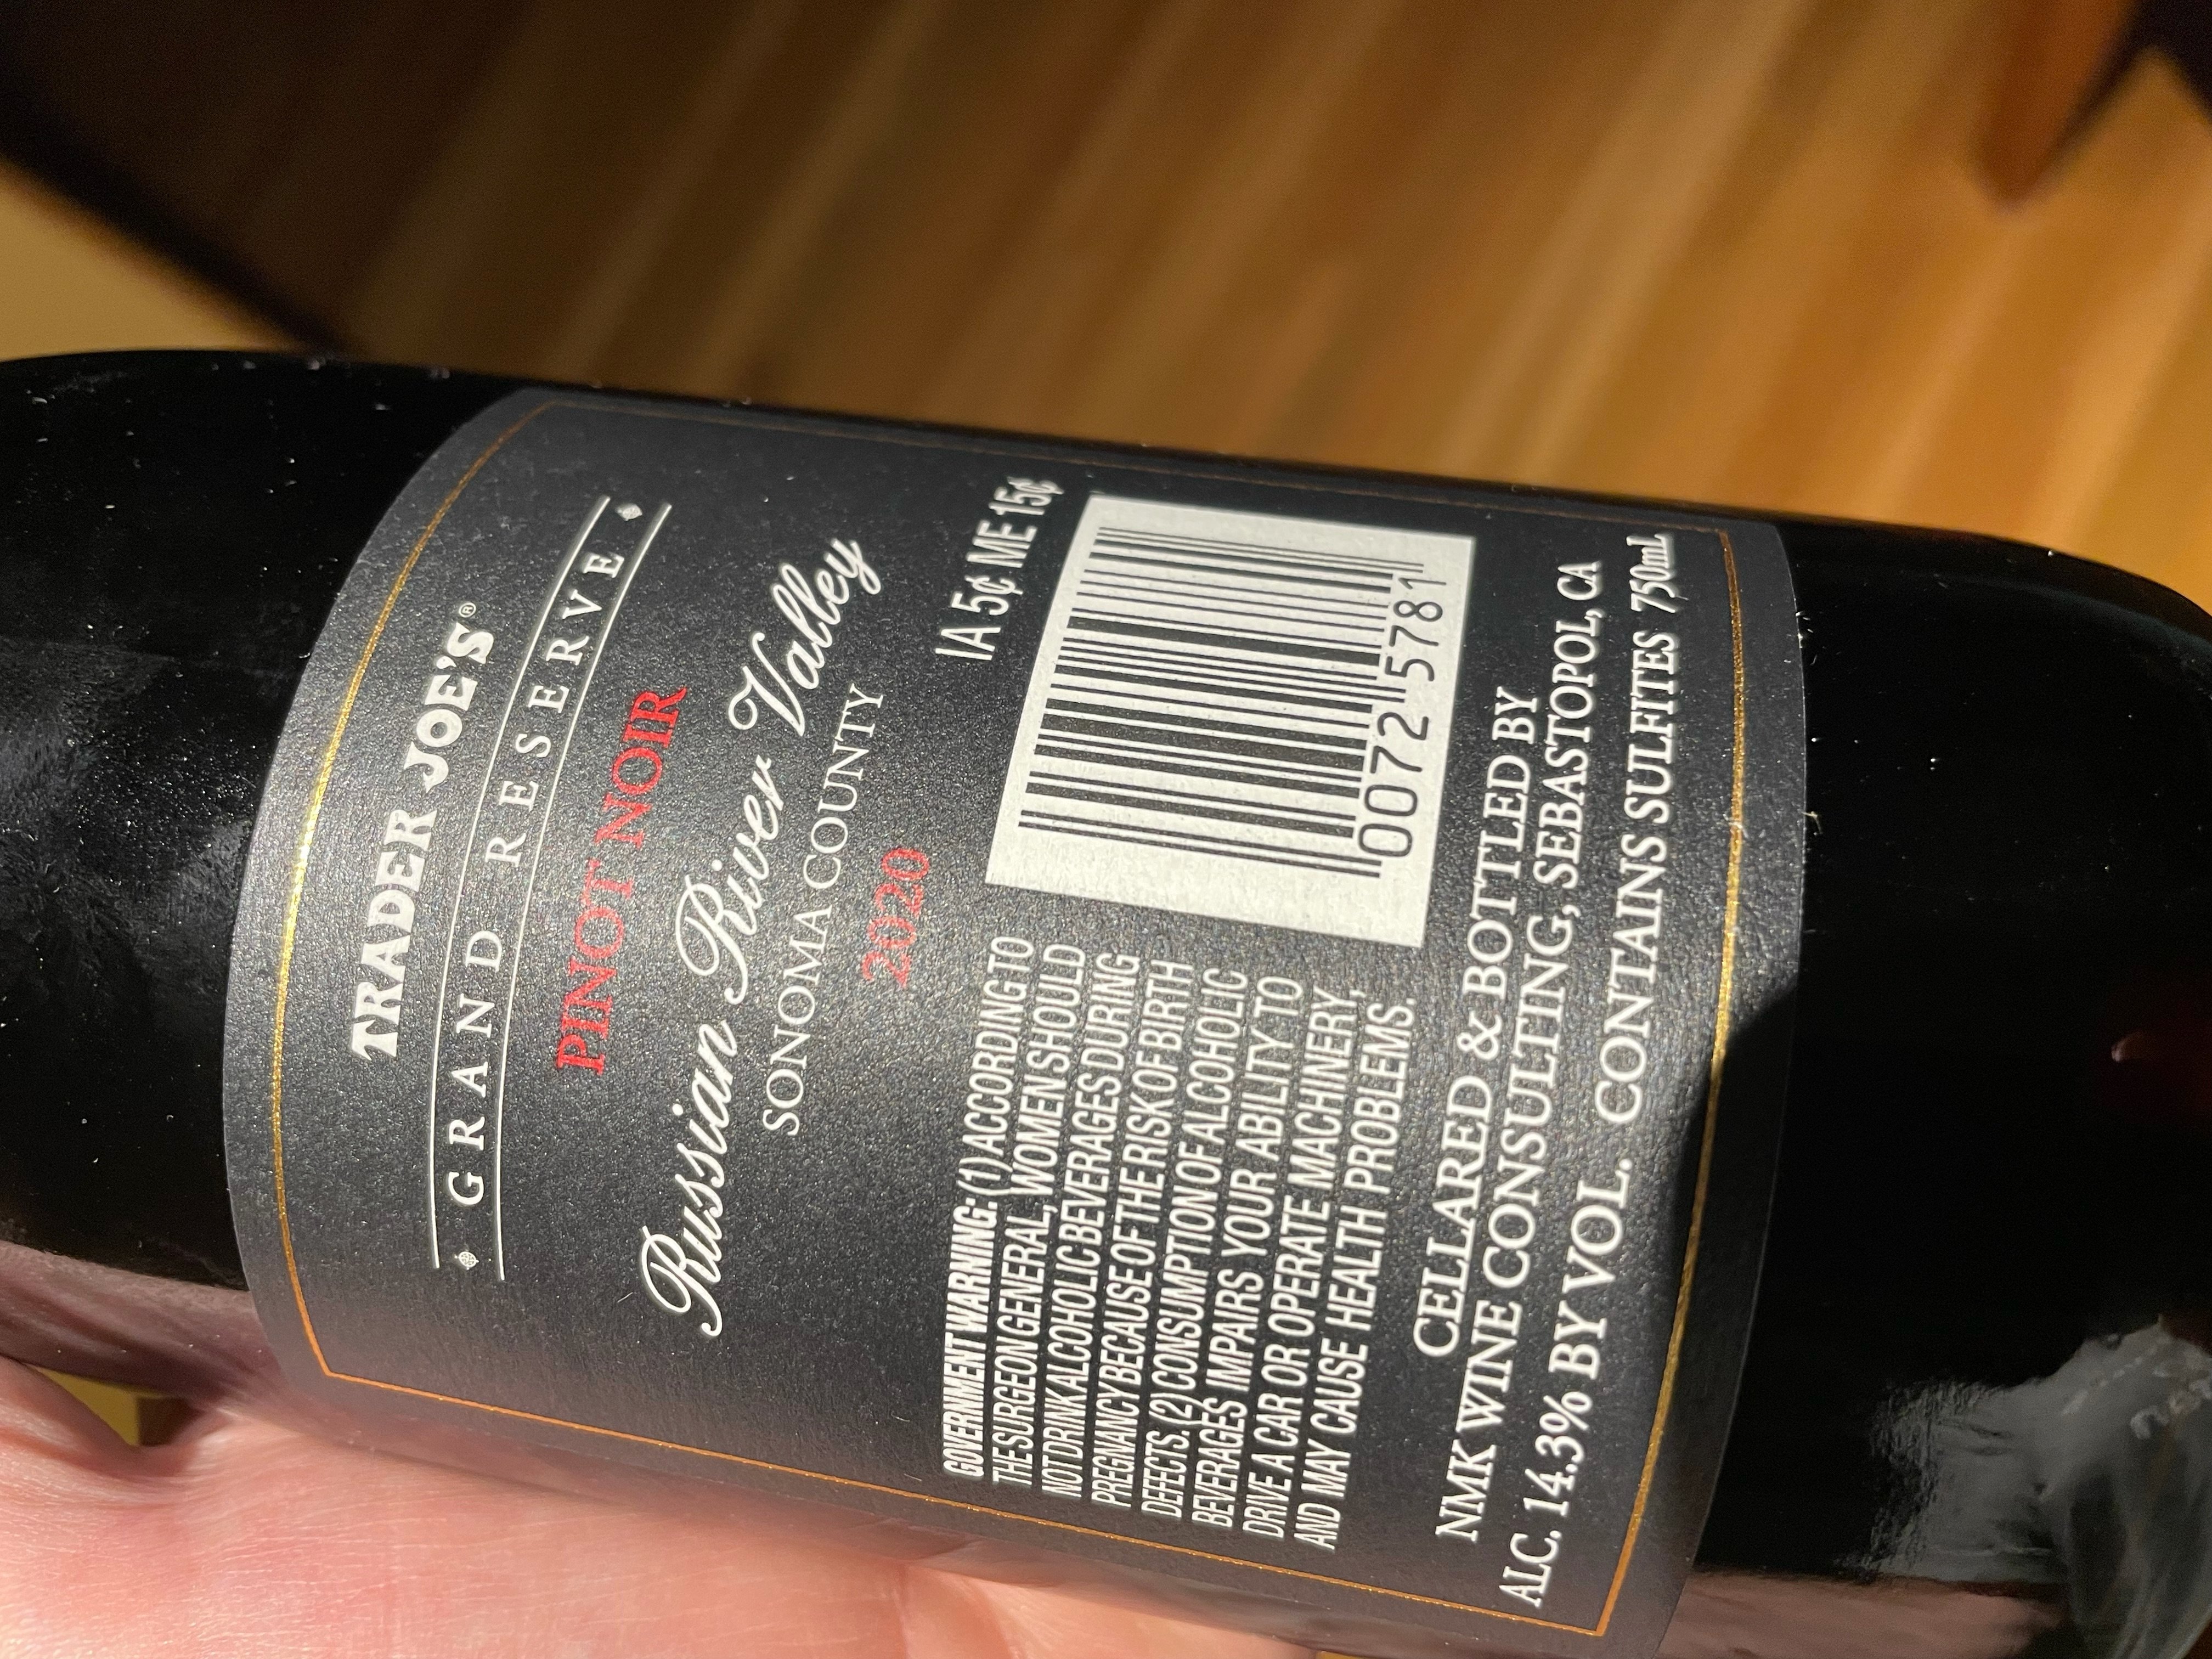 TRADER JOE'S®
GRAND RESERVE
PINOT NOIR
Russian River Valley
SONOMA COUNTY
2020
IA 5¢ ME 15¢
GOVERNMENT WARNING: (1) ACCORDING TO
THE SURGEON GENERAL, WOMEN SHOULD
NOT DRINK ALCOHOLIC BEVERAGES DURING
PREGNANCY BECAUSE OF THE RISK OF BIRTH
DEFECTS. (2) CONSUMPTION OF ALCOHOLIC
BEVERAGES IMPAIRS YOUR ABILITY TO
DRIVE A CAR OR OPERATE MACHINERY,
AND MAY CAUSE HEALTH PROBLEMS.
0072 5781
CELLARED & BOTTLED BY
NMK WINE CONSULTING, SEBASTOPOL, CA
ALC. 14.3% BY VOL. CONTAINS SULFITES 750mL